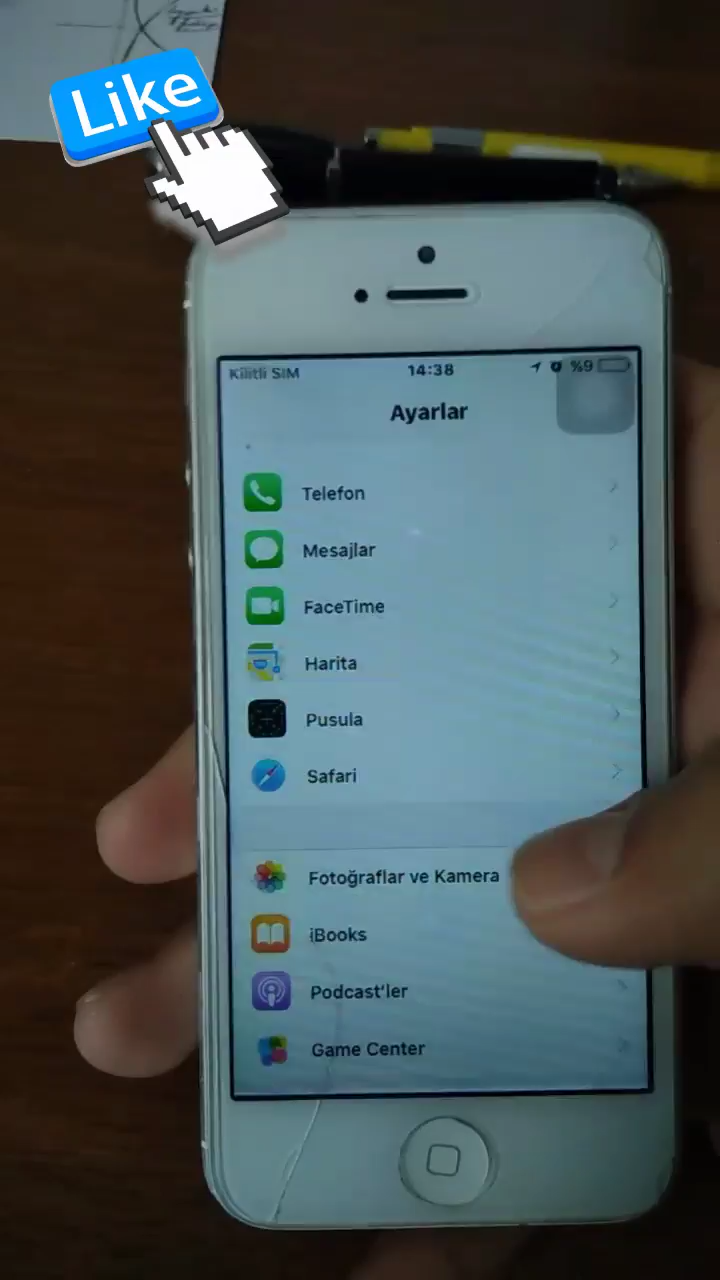 Like
Kilitli SIM 14:38 %9
Ayarlar
Telefon
Mesajlar
FaceTime
Harita
Pusula
Safari
Fotoğraflar ve Kamera
iBooks
Podcast'ler
Game Center